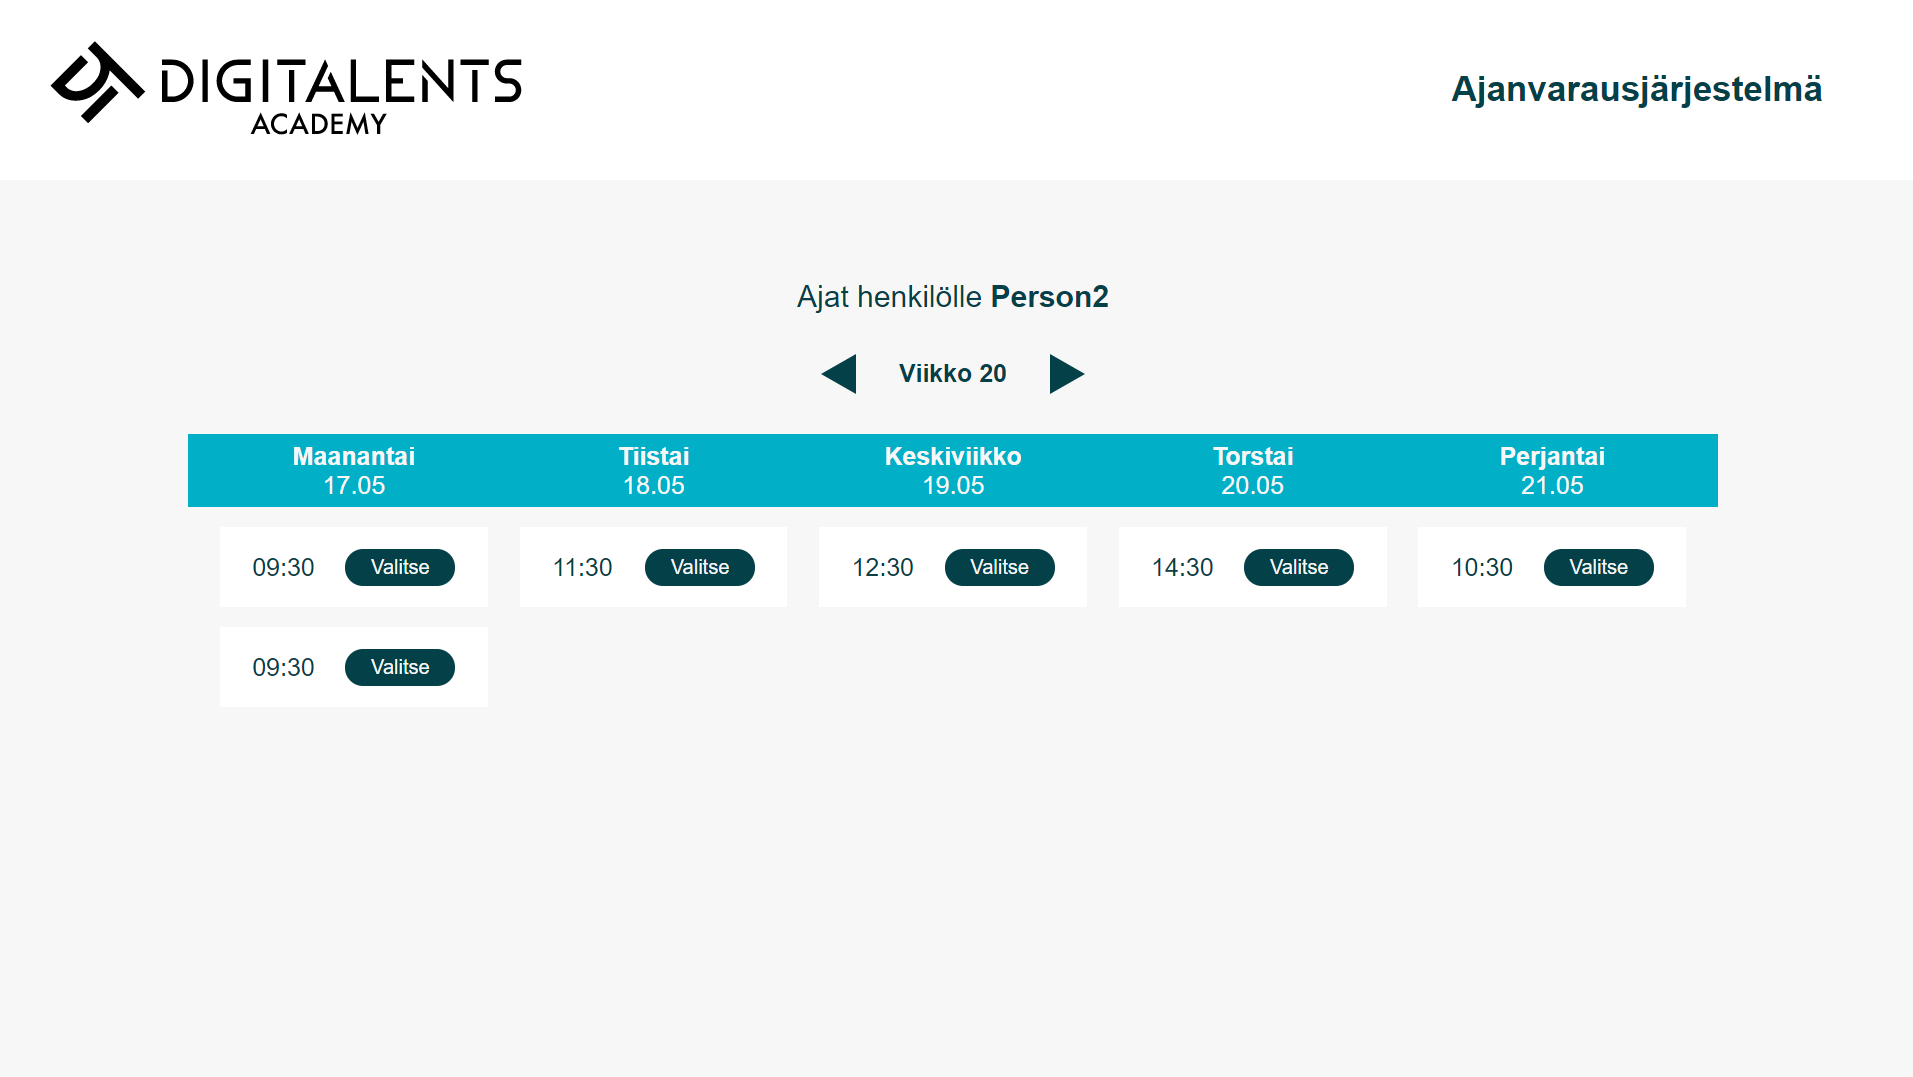 DIGITALENTS
ACADEMY
Ajanvarausjärjestelmä
Ajat henkilölle Person2
Viikko 20
Maanantai Tiistai Keskiviikko Torstai Perjantai
17.05 18.05 19.05 20.05 21.05
09:30 Valitse 11:30 Valitse 12:30 Valitse 14:30 Valitse 10:30 Valitse
09:30 Valitse